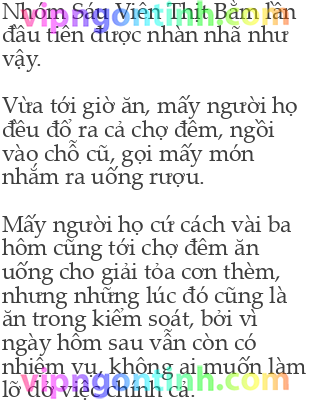 Nhóm Sáu Viên Thịt Bằm lần
đầu tiên được nhàn nhã như
vậy.
Vừa tới giờ ăn, mấy người họ
đều đổ ra cả chợ đêm, ngồi
vào chỗ cũ, gọi mấy món
nhắm ra uống rượu.
Mấy người họ cứ cách vài ba
hôm cũng tới chợ đêm ăn
uống cho giải tỏa cơn thèm,
nhưng những lúc đó cũng là
ăn trong kiểm soát, bởi vì
ngày hôm sau vẫn còn có
nhiệm vụ, không ai muốn làm
lỡ dở việc chính cả.
vipngontinh.com
vipngontinh.com